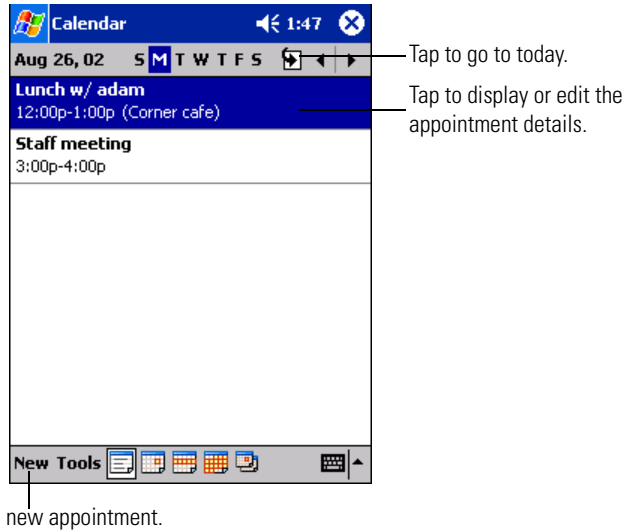 Calendar 1:47
Aug 26, 02 S M T W T F S
Tap to go to today.
Lunch w/ adam
12:00p-1:00p (Corner cafe)
Tap to display or edit the
appointment details.
Staff meeting
3:00p-4:00p
New Tools
new appointment.